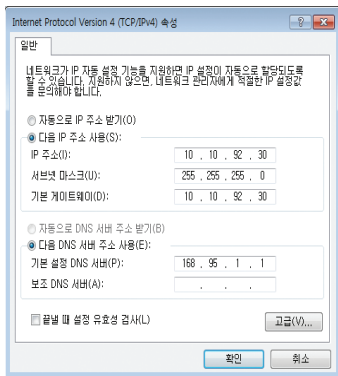 Internet Protocol Version 4 (TCP/IPv4) 속성
일반
네트워크가 IP 자동 설정 기능을 지원하면 IP 설정이 자동으로 할당되도록
할 수 있습니다. 지원하지 않으면, 네트워크 관리자에게 적절한 IP 설정값
을 문의해야 합니다.
자동으로 IP 주소 받기(O)
다음 IP 주소 사용(S):
IP 주소(I): 10 . 10 . 92 . 30
서브넷 마스크(U): 255 . 255 . 255 . 0
기본 게이트웨이(D): 10 . 10 . 92 . 30
자동으로 DNS 서버 주소 받기(B)
다음 DNS 서버 주소 사용(E):
기본 설정 DNS 서버(P): 168 . 95 . 1 . 1
보조 DNS 서버(A): . . .
끝낼 때 설정 유효성 검사(L)
고급(V)...
확인 취소